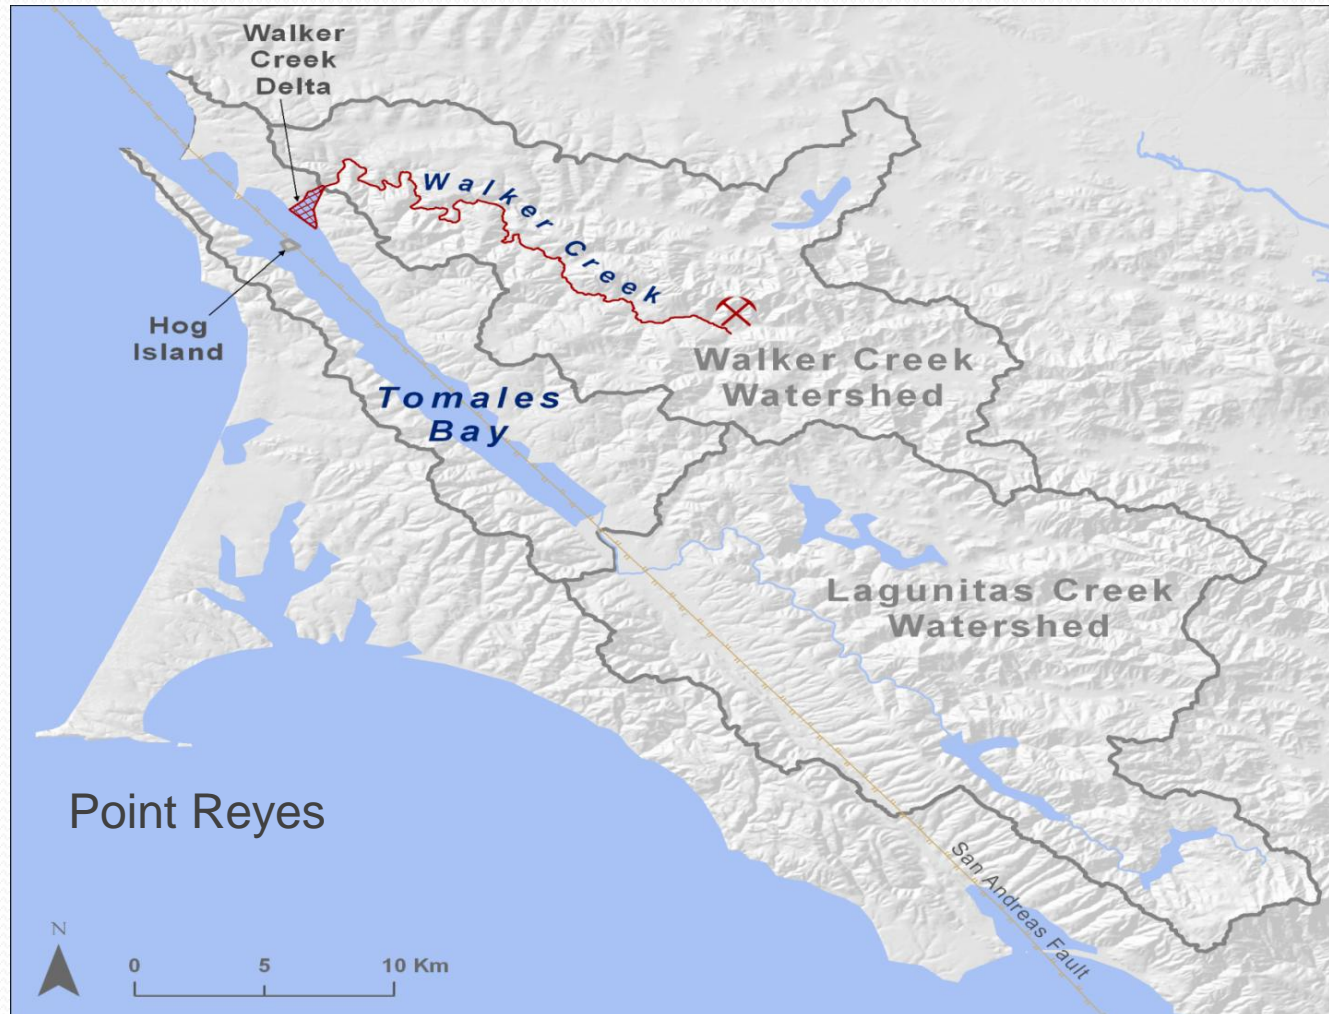 Walker
Creek
Delta
Walker Creek
Hog
Island
Walker Creek
Watershed
Tomales
Bay
Lagunitas Creek
Watershed
Point Reyes
San Andreas Fault
N
0 5 10 Km